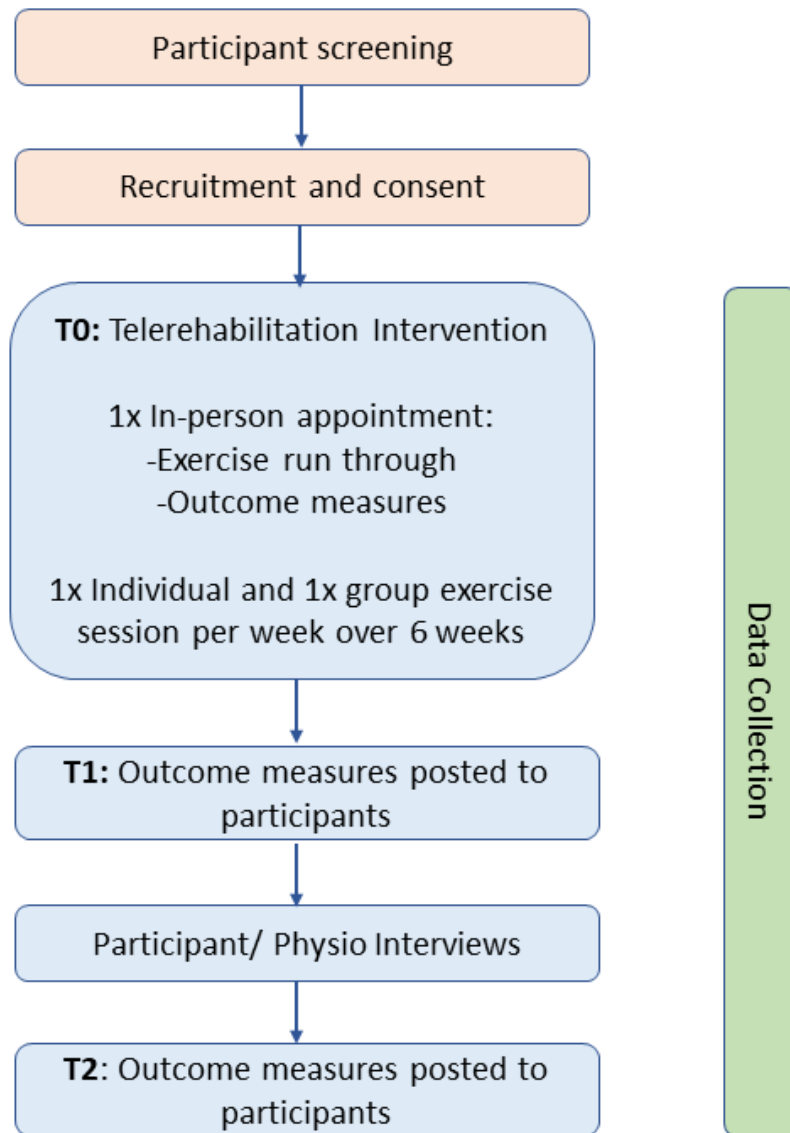 Participant screening
Recruitment and consent
T0: Telerehabilitation Intervention
1x In-person appointment:
-Exercise run through
-Outcome measures
1x Individual and 1x group exercise
session per week over 6 weeks
T1: Outcome measures posted to
participants
Participant/ Physio Interviews
T2: Outcome measures posted to
participants
Data Collection